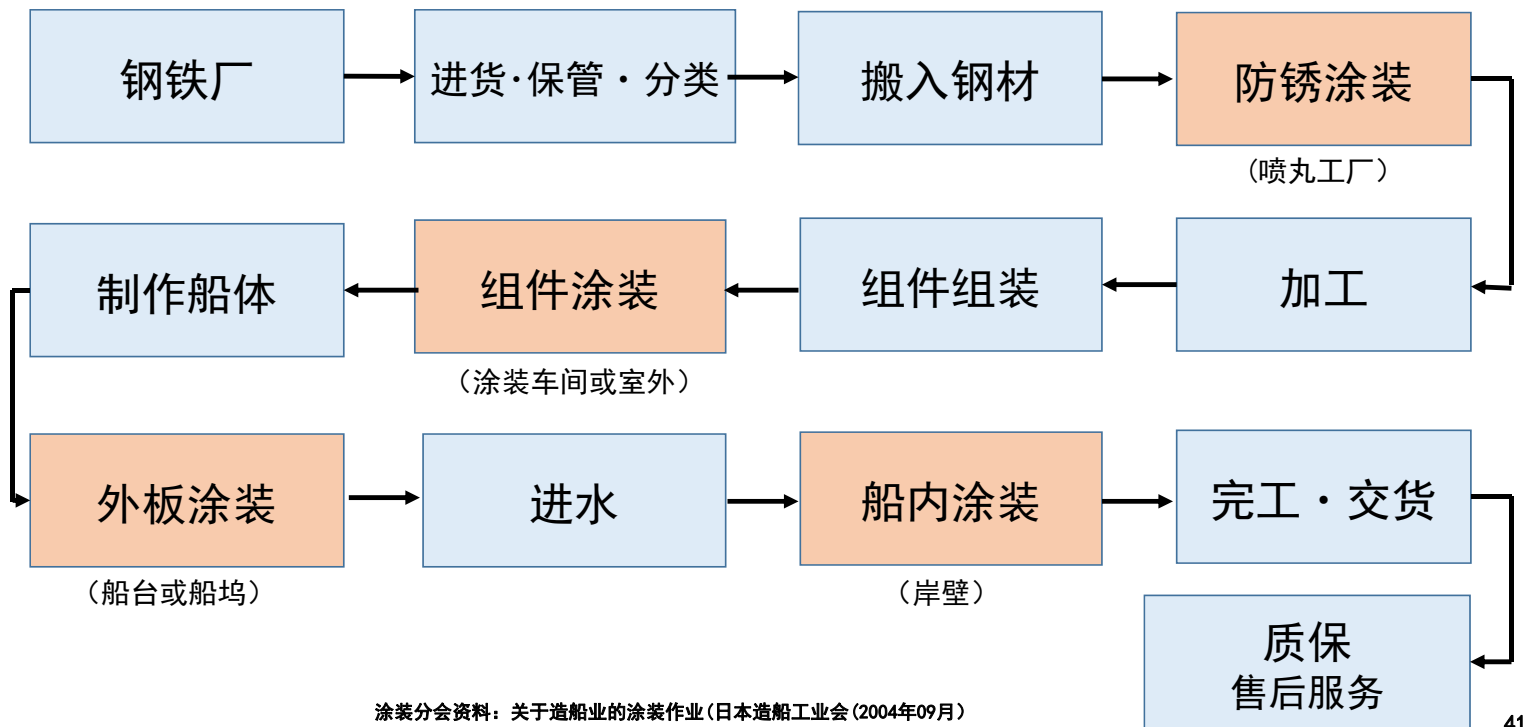 钢铁厂
进货·保管·分类
搬入钢材
防锈涂装
(喷丸工厂)
制作船体
组件涂装
组件组装
加工
(涂装车间或室外)
外板涂装
进水
船内涂装
完工·交货
(船台或船坞)
(岸壁)
质保
售后服务
涂装分会资料：关于造船业的涂装作业(日本造船工业会(2004年09月)
41